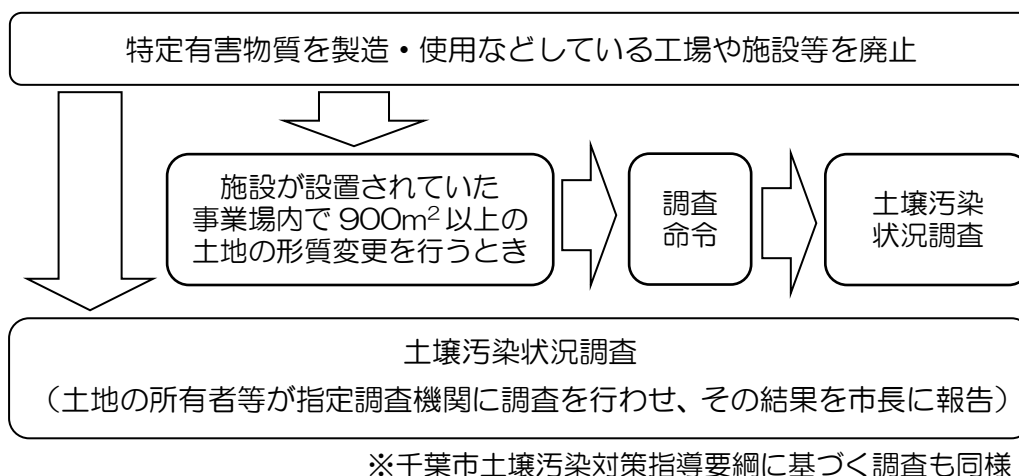 特定有害物質を製造・使用などしている工場や施設等を廃止
施設が設置されていた
事業場内で900m²以上の
土地の形質変更を行うとき
調査
命令
土壌汚染
状況調査
土壌汚染状況調査
（土地の所有者等が指定調査機関に調査を行わせ、その結果を市長に報告）
※千葉市土壌汚染対策指導要綱に基づく調査も同様